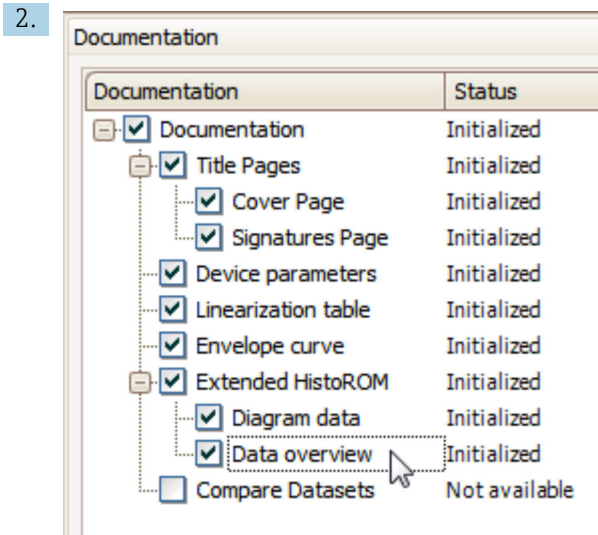 2.
Documentation
Documentation Status
Documentation Initialized
Title Pages Initialized
Cover Page Initialized
Signatures Page Initialized
Device parameters Initialized
Linearization table Initialized
Envelope curve Initialized
Extended HistoROM Initialized
Diagram data Initialized
Data overview Initialized
Compare Datasets Not available